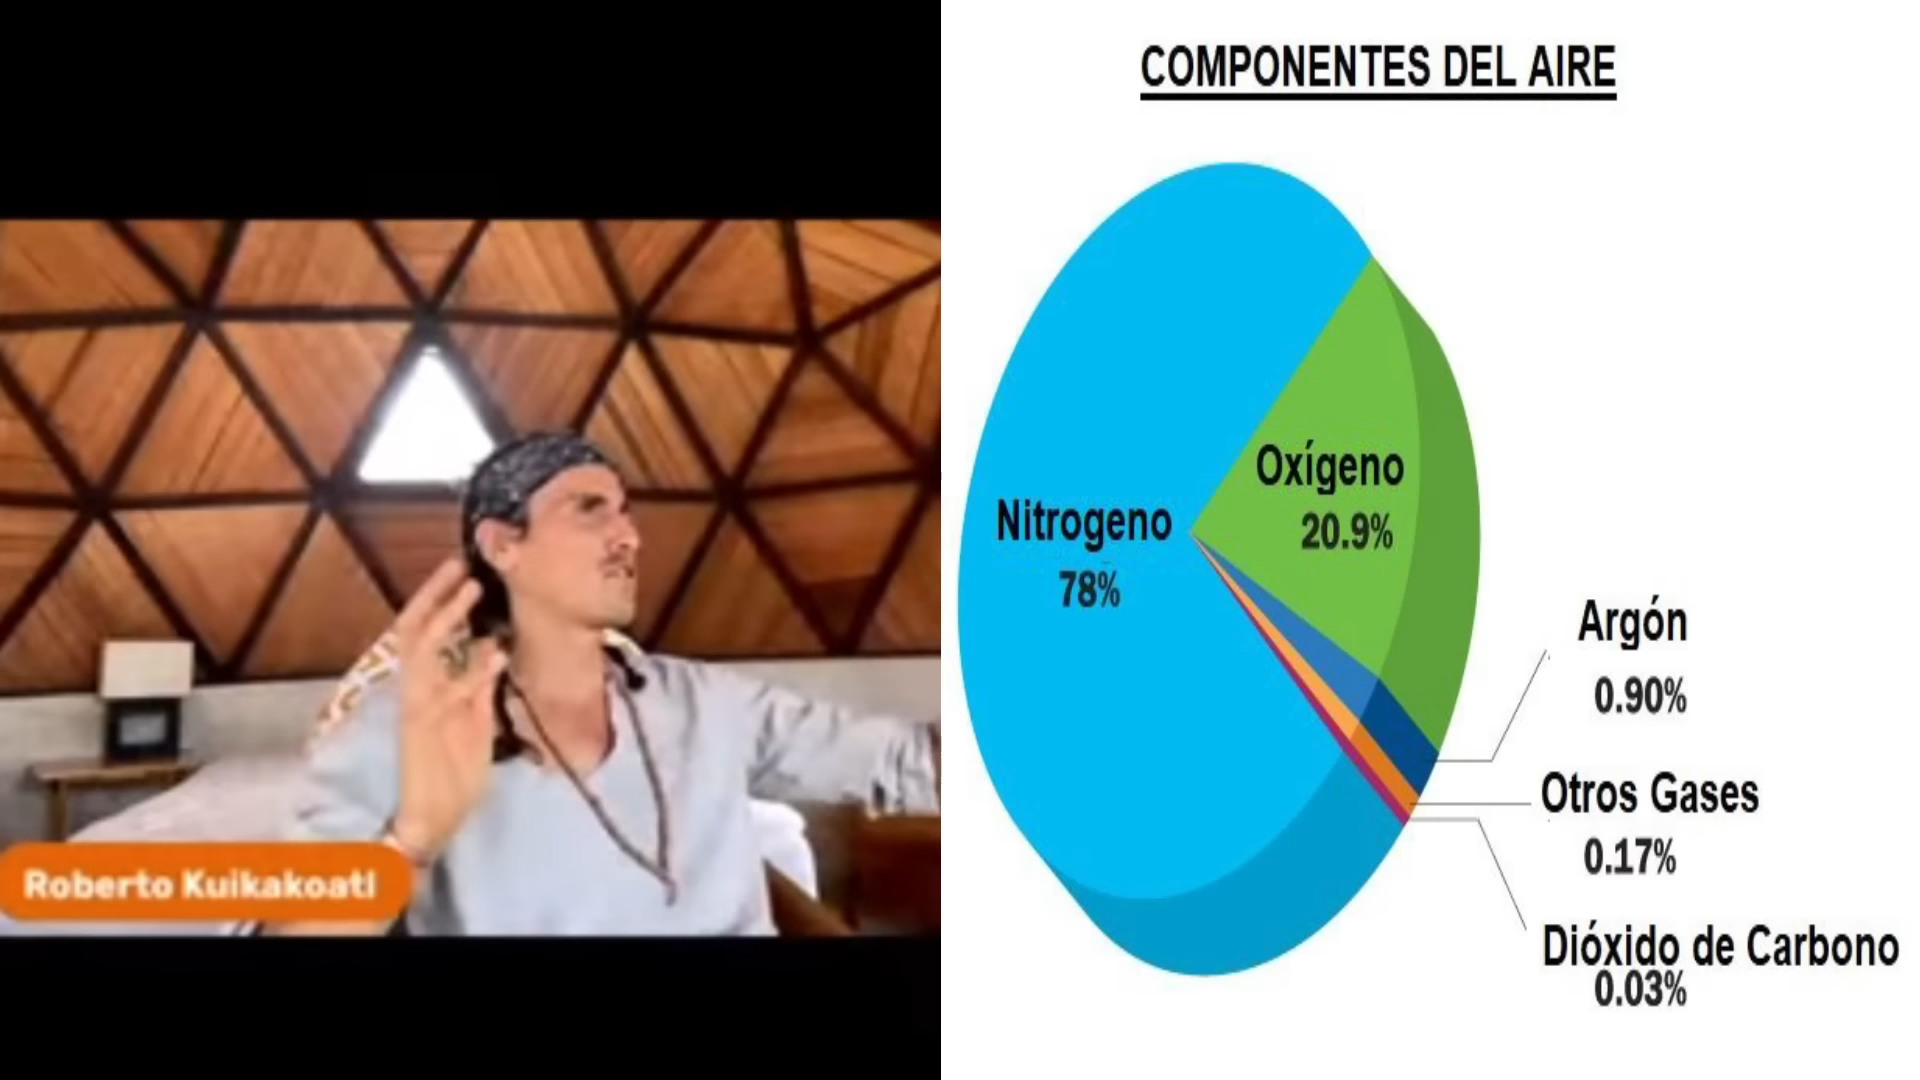 COMPONENTES DEL AIRE
Oxígeno
20.9%
Nitrogeno
78%
Argón
0.90%
Otros Gases
0.17%
Dióxido de Carbono
0.03%
Roberto Kuikakoatl